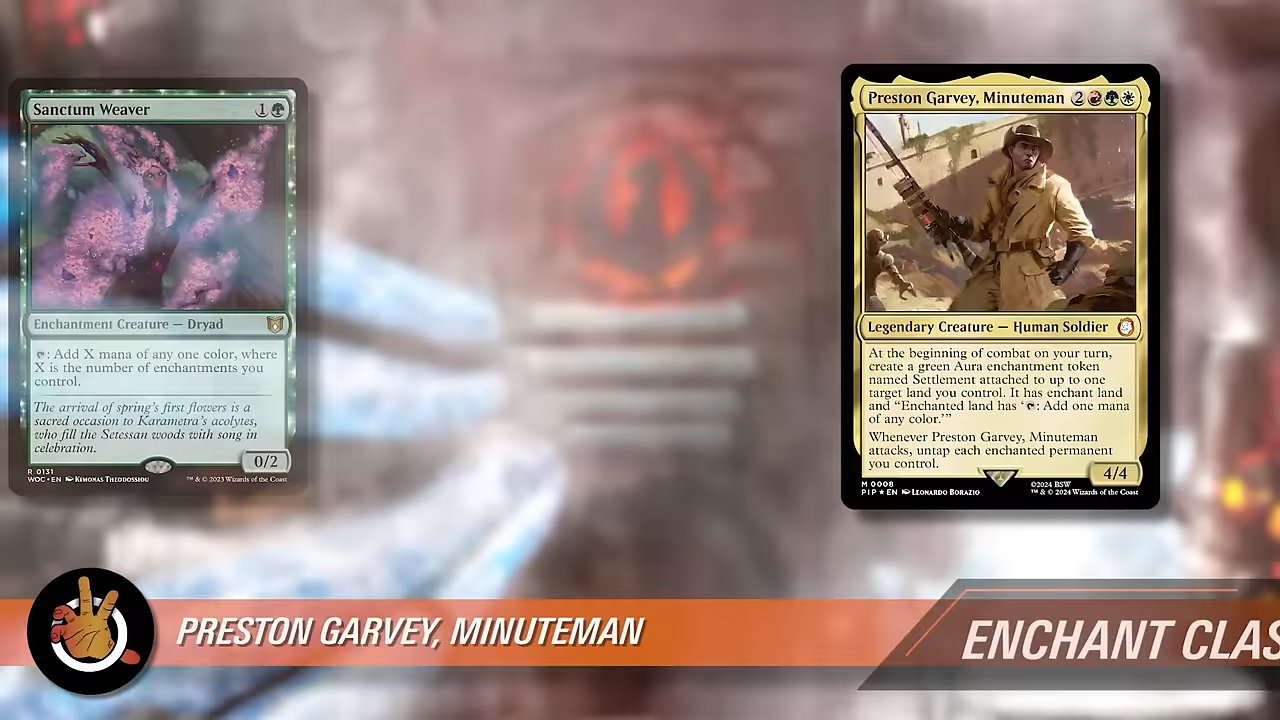 Sanctum Weaver 1
Enchantment Creature — Dryad
: Add X mana of any one color, where
X is the number of enchantments you
control.
The arrival of spring's first flowers is a
sacred occasion to Karametra's acolytes,
who fill the Setessan woods with song in
celebration.
0/2
R 0131
WOC • EN Kimonas Theodossiou
™ & © 2023 Wizards of the Coast
Preston Garvey, Minuteman 2
Legendary Creature — Human Soldier
At the beginning of combat on your turn,
create a green Aura enchantment token
named Settlement attached to up to one
target land you control. It has enchant land
and “Enchanted land has ‘: Add one mana
of any color.’”
Whenever Preston Garvey, Minuteman
attacks, untap each enchanted permanent
you control.
4/4
M 0008
PIP ★ EN Leonardo Borazio
©2024 BSW
™ & © 2024 Wizards of the Coast
PRESTON GARVEY, MINUTEMAN
ENCHANT CLAS